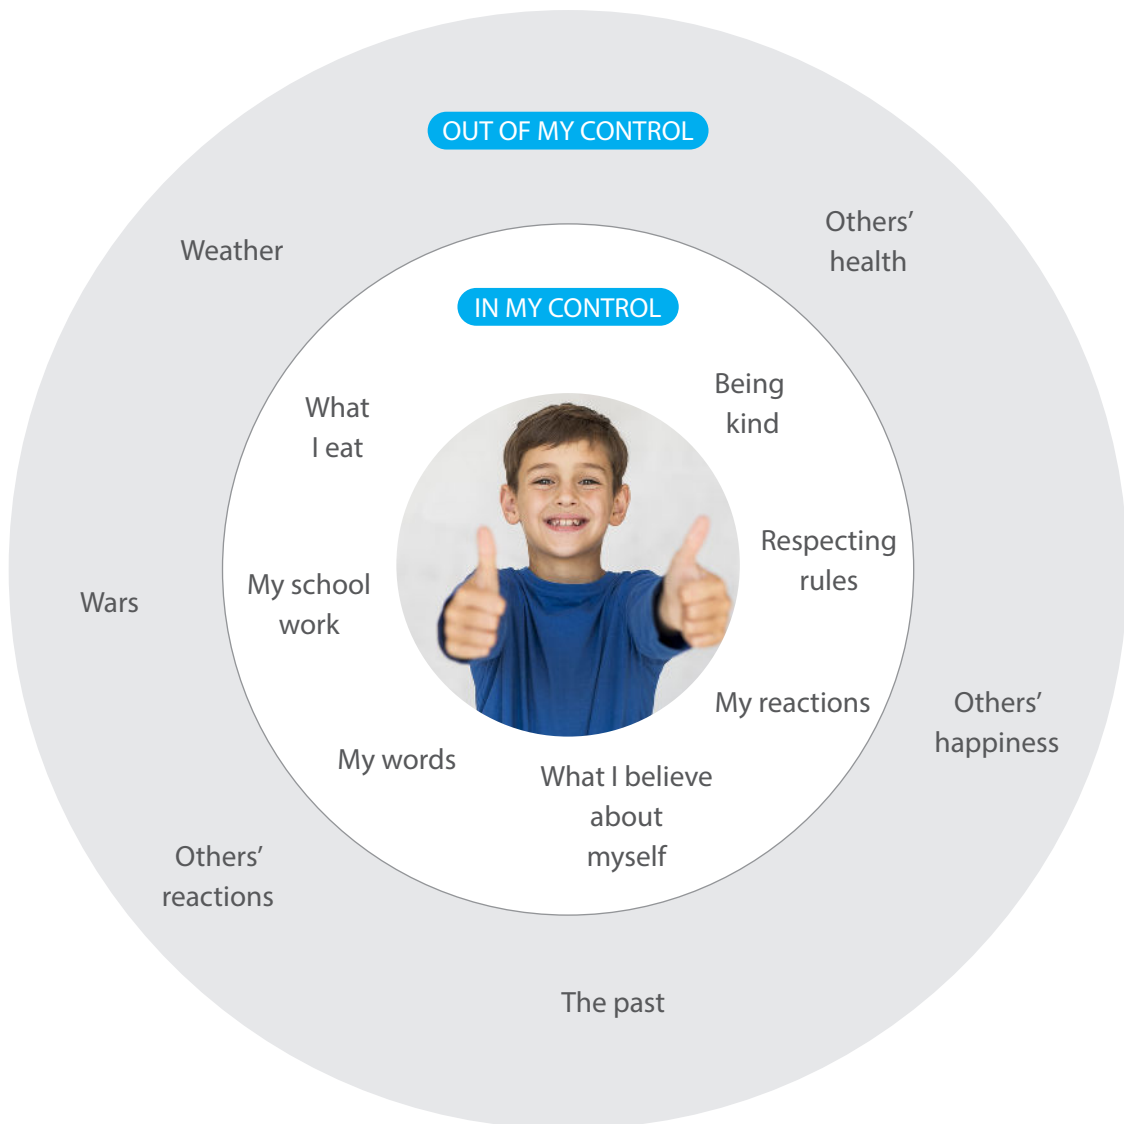 OUT OF MY CONTROL
Weather
Others’
health
IN MY CONTROL
What
I eat
Being
kind
My school
work
Respecting
rules
Wars
My reactions
Others’
happiness
My words
What I believe
about
myself
Others’
reactions
The past